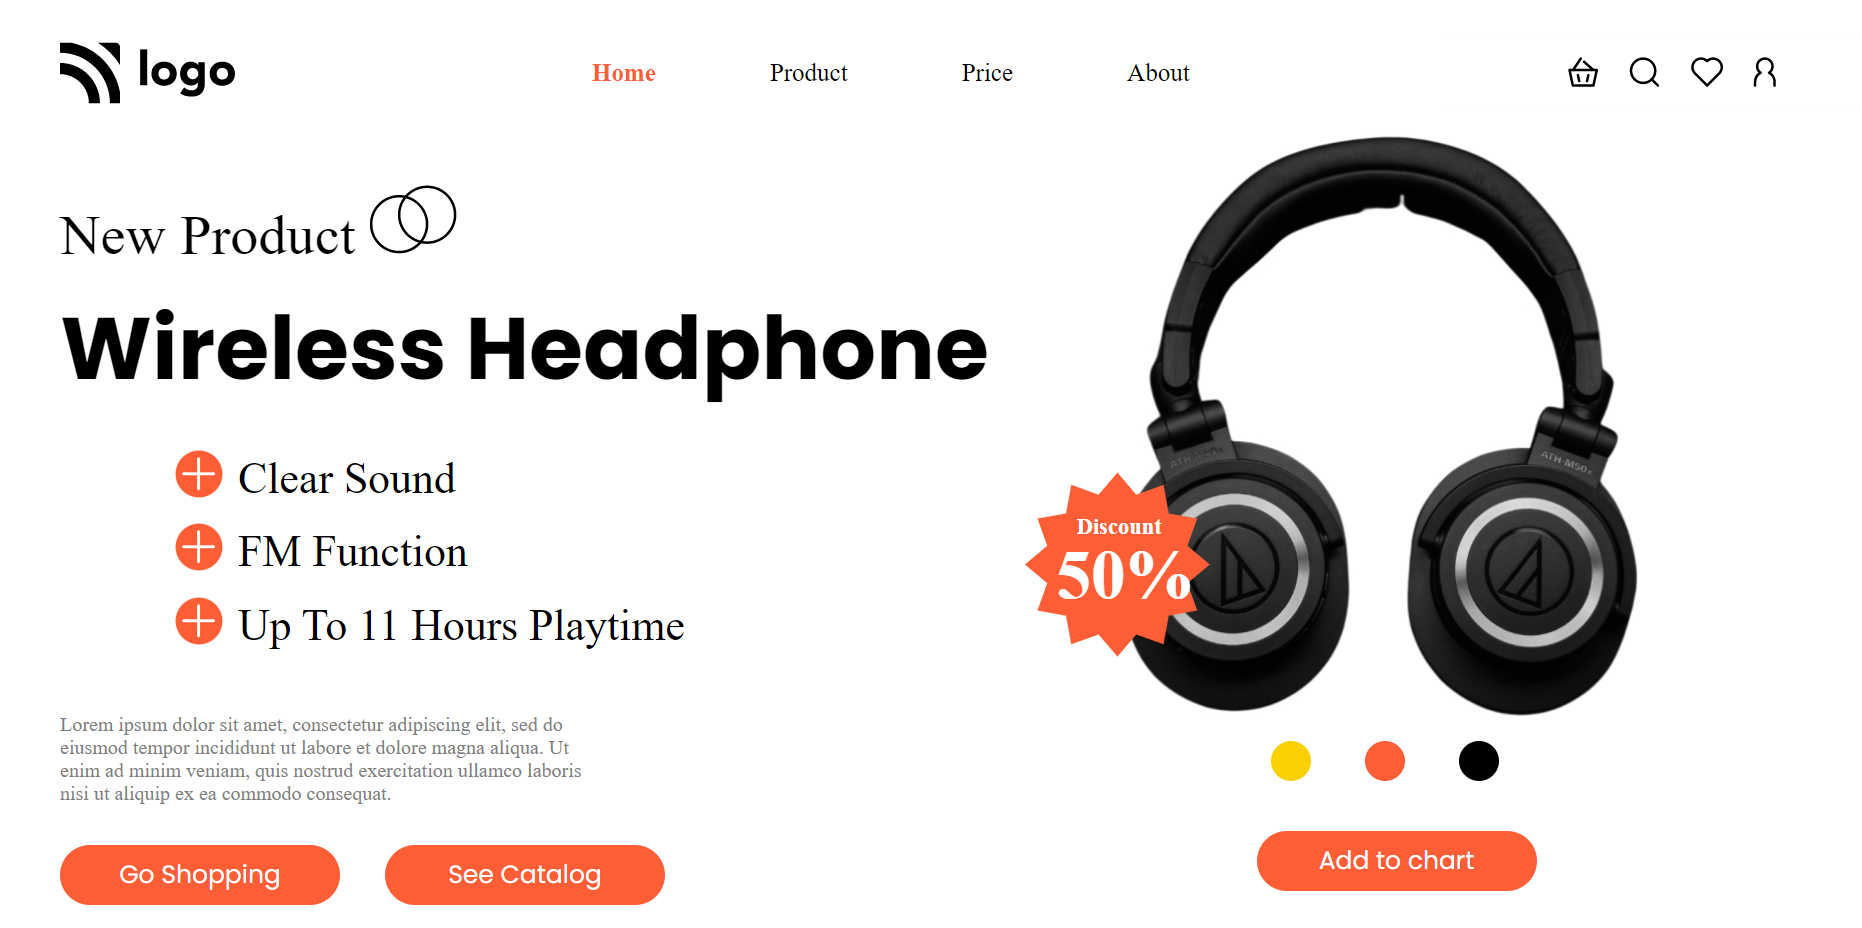 logo
Home
Product
Price
About
New Product
Wireless Headphone
Clear Sound
FM Function
Up To 11 Hours Playtime
Lorem ipsum dolor sit amet, consectetur adipiscing elit, sed do
eiusmod tempor incididunt ut labore et dolore magna aliqua. Ut
enim ad minim veniam, quis nostrud exercitation ullamco laboris
nisi ut aliquip ex ea commodo consequat.
Go Shopping
See Catalog
ATH-M50x
Discount
50%
Add to chart